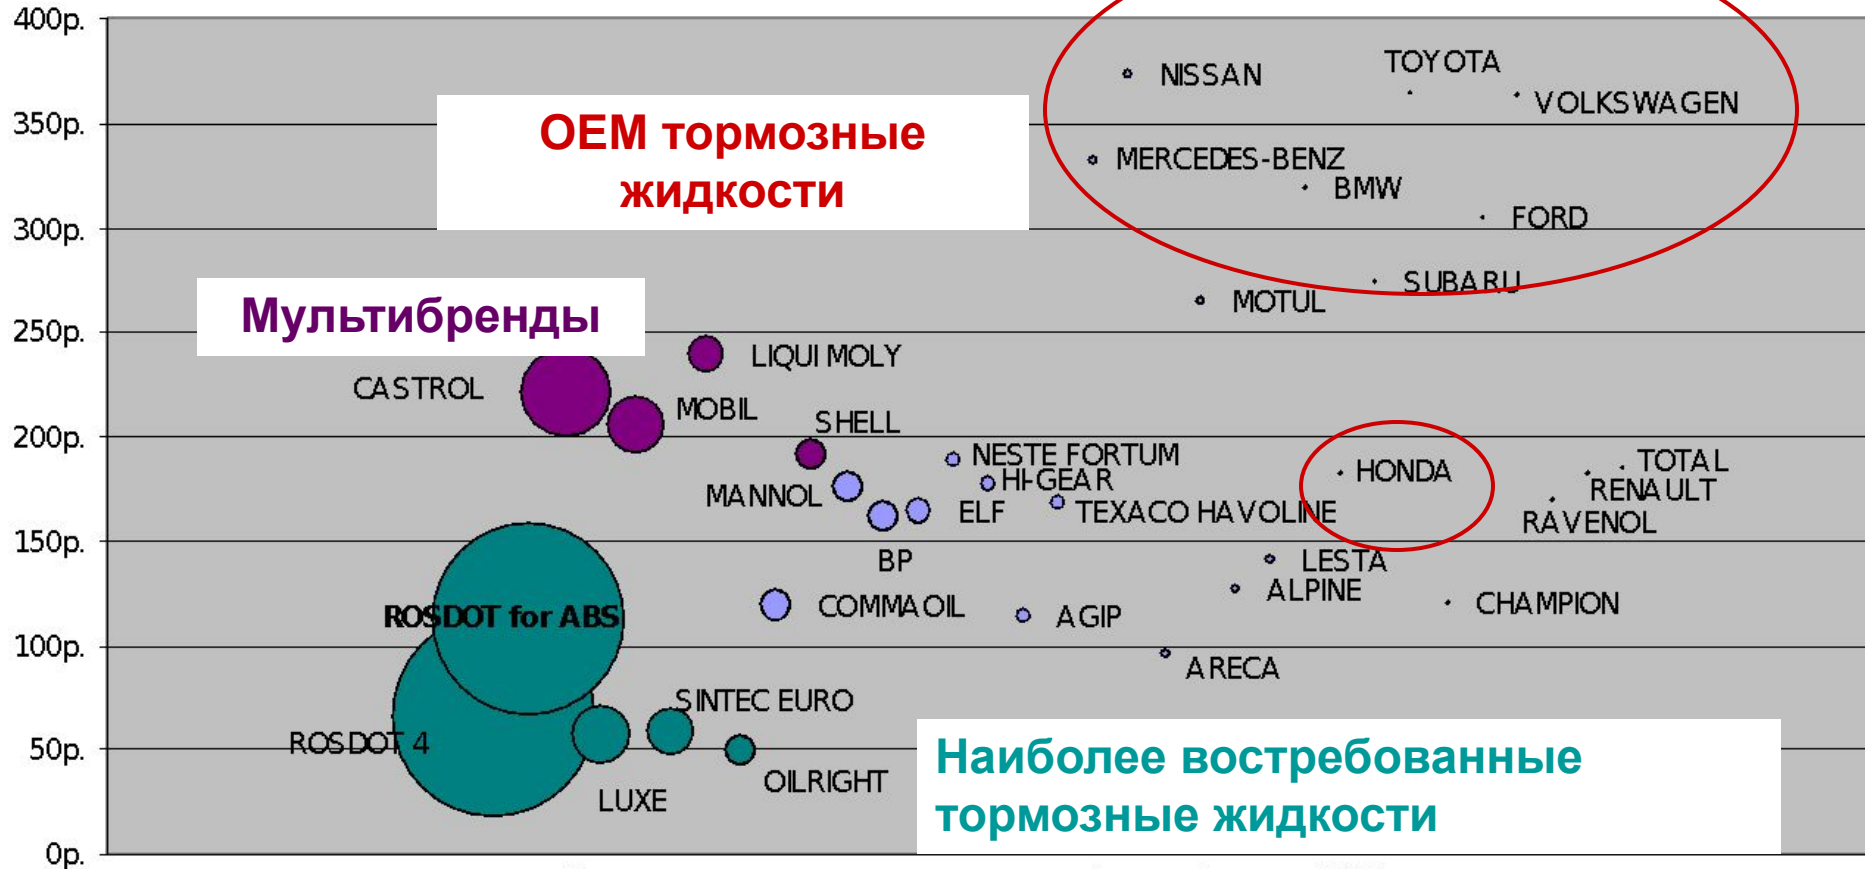 400р.
TOYOTA
NISSAN
VOLKSWAGEN
350р.
OEM тормозные
жидкости
MERCEDES-BENZ
BMW
FORD
300р.
SUBARU
MOTUL
Мультибренды
250р.
LIQUI MOLY
CASTROL
MOBIL
SHELL
200р.
NESTE FORTUM
TOTAL
HONDA
HI-GEAR
RENAULT
MANNOL
ELF
TEXACO HAVOLINE
RAVENOL
150р.
BP
LESTA
ALPINE
COMMA OIL
CHAMPION
AGIP
ROSDOT for ABS
100р.
ARECA
SINTEC EURO
ROSDOT 4
50р.
Наиболее востребованные
тормозные жидкости
OILRIGHT
LUXE
0р.